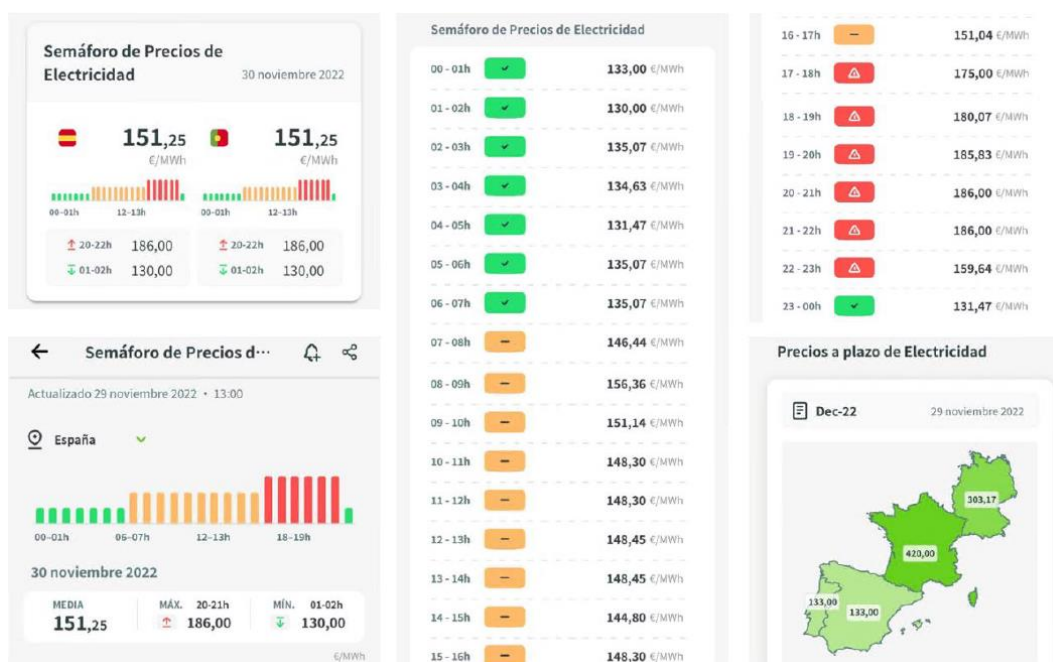 Semáforo de Precios de
Electricidad
30 noviembre 2022
151,25
€/MWh
151,25
€/MWh
00-01h 12-13h
00-01h 12-13h
20-22h 186,00
01-02h 130,00
20-22h 186,00
01-02h 130,00
Semáforo de Precios d...
Actualizado 29 noviembre 2022 • 13:00
España
00-01h 06-07h 12-13h 18-19h
30 noviembre 2022
MEDIA
151,25
MÁX. 20-21h
186,00
MÍN. 01-02h
130,00
€/MWh
Semáforo de Precios de Electricidad
00 - 01h 133,00 €/MWh
01 - 02h 130,00 €/MWh
02 - 03h 135,07 €/MWh
03 - 04h 134,63 €/MWh
04 - 05h 131,47 €/MWh
05 - 06h 135,07 €/MWh
06 - 07h 135,07 €/MWh
07 - 08h 146,44 €/MWh
08 - 09h 156,36 €/MWh
09 - 10h 151,14 €/MWh
10 - 11h 148,30 €/MWh
11 - 12h 148,30 €/MWh
12 - 13h 148,45 €/MWh
13 - 14h 148,45 €/MWh
14 - 15h 144,80 €/MWh
15 - 16h 148,30 €/MWh
16 - 17h 151,04 €/MWh
17 - 18h 175,00 €/MWh
18 - 19h 180,07 €/MWh
19 - 20h 185,83 €/MWh
20 - 21h 186,00 €/MWh
21 - 22h 186,00 €/MWh
22 - 23h 159,64 €/MWh
23 - 00h 131,47 €/MWh
Precios a plazo de Electricidad
Dec-22 29 noviembre 2022
303,17
420,00
133,00
133,00